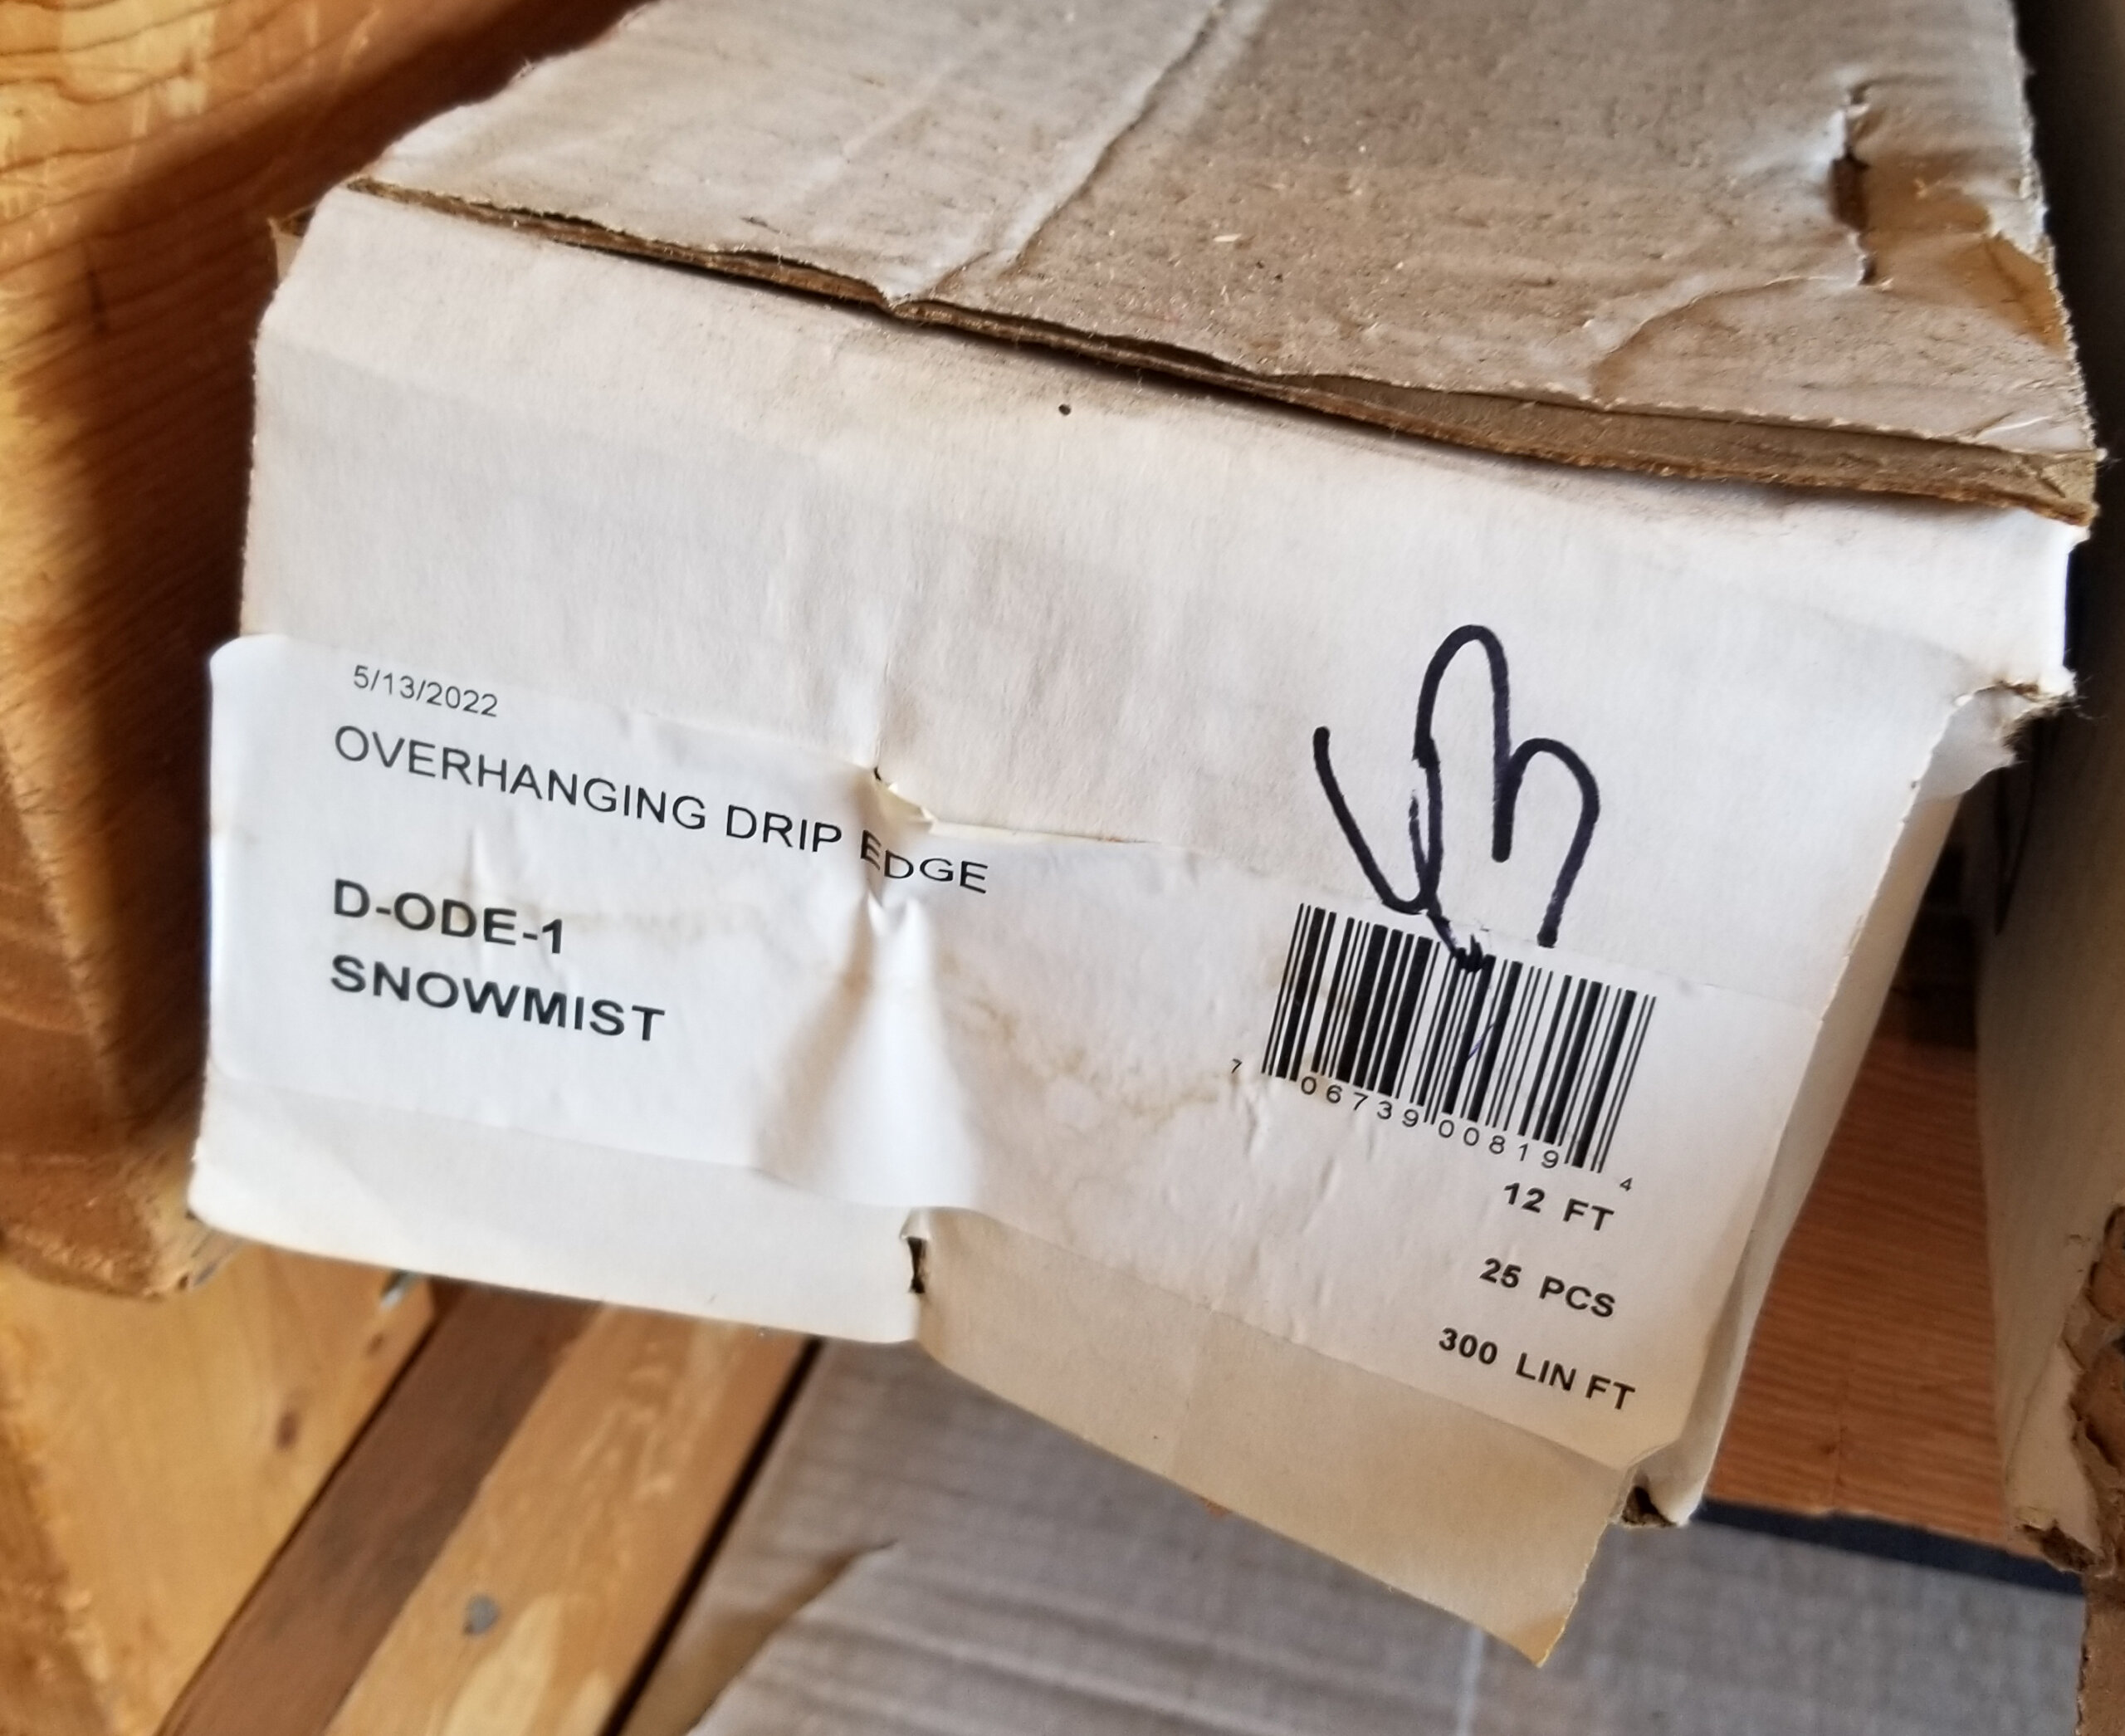 5/13/2022
OVERHANGING DRIP EDGE
D-ODE-1
SNOWMIST
7 06739 00819 4
12 FT
25 PCS
300 LIN FT